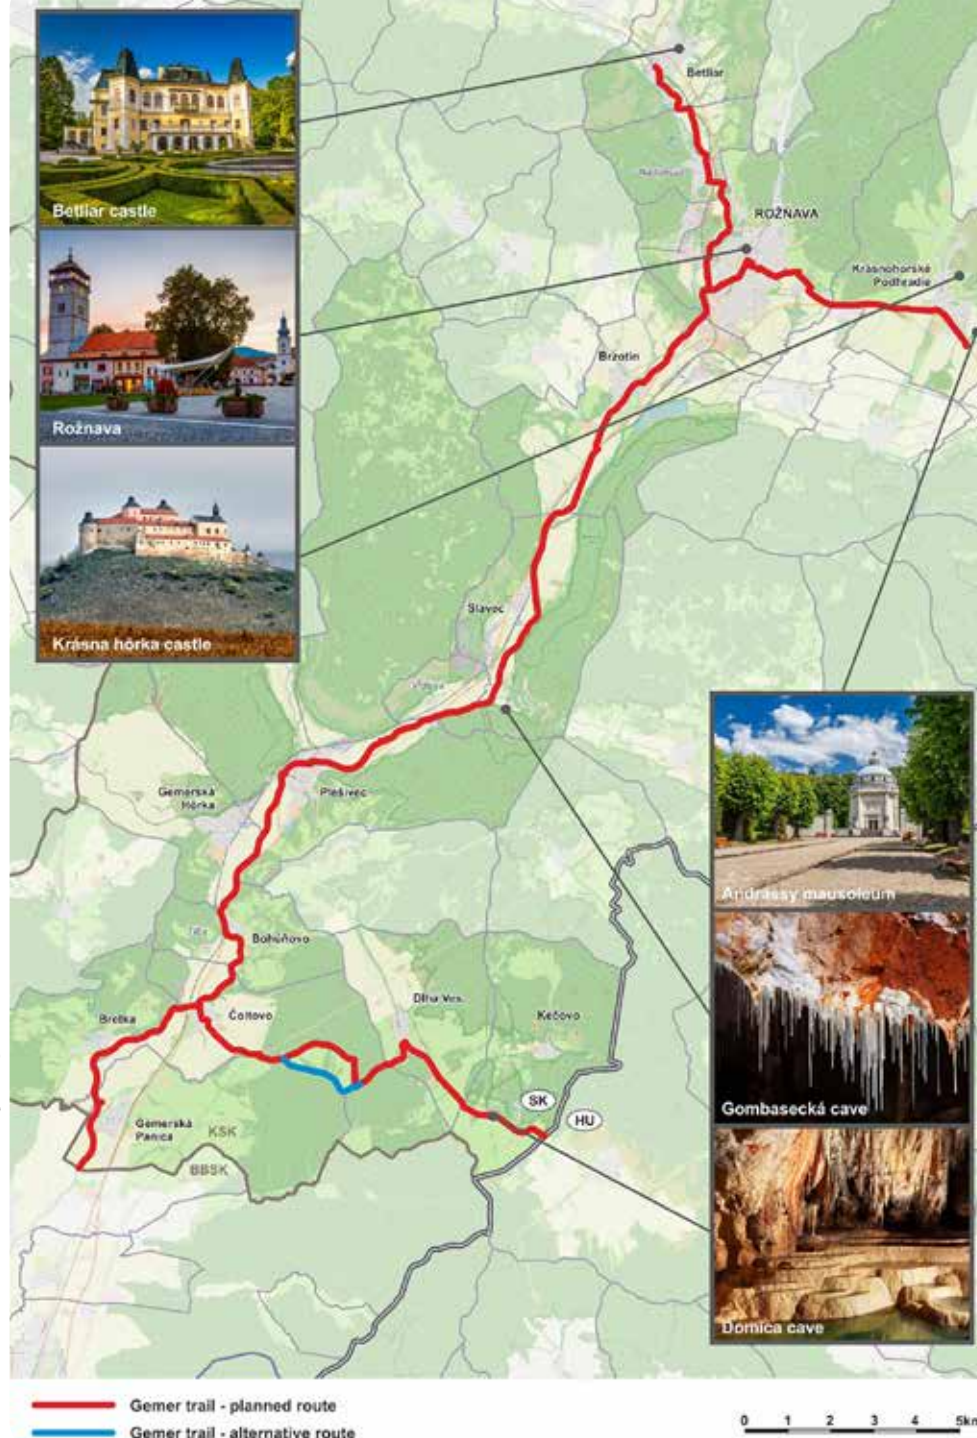 Betliar castle
Rožnava
Krásna hôrka castle
Betliar
ROŽNAVA
Krásnohorské
Podhradie
Brzotín
Slavec
Gemerská
Hôrka
Plešivec
Bohúňovo
Bretka
Čoltovo
Dlhá Ves
Kečovo
Gemerská
Panica
KSK
BBSK
SK
HU
Andrássy mausoleum
Gombasecká cave
Domica cave
Gemer trail - planned route
Gemer trail - alternative route
0 1 2 3 4 5km